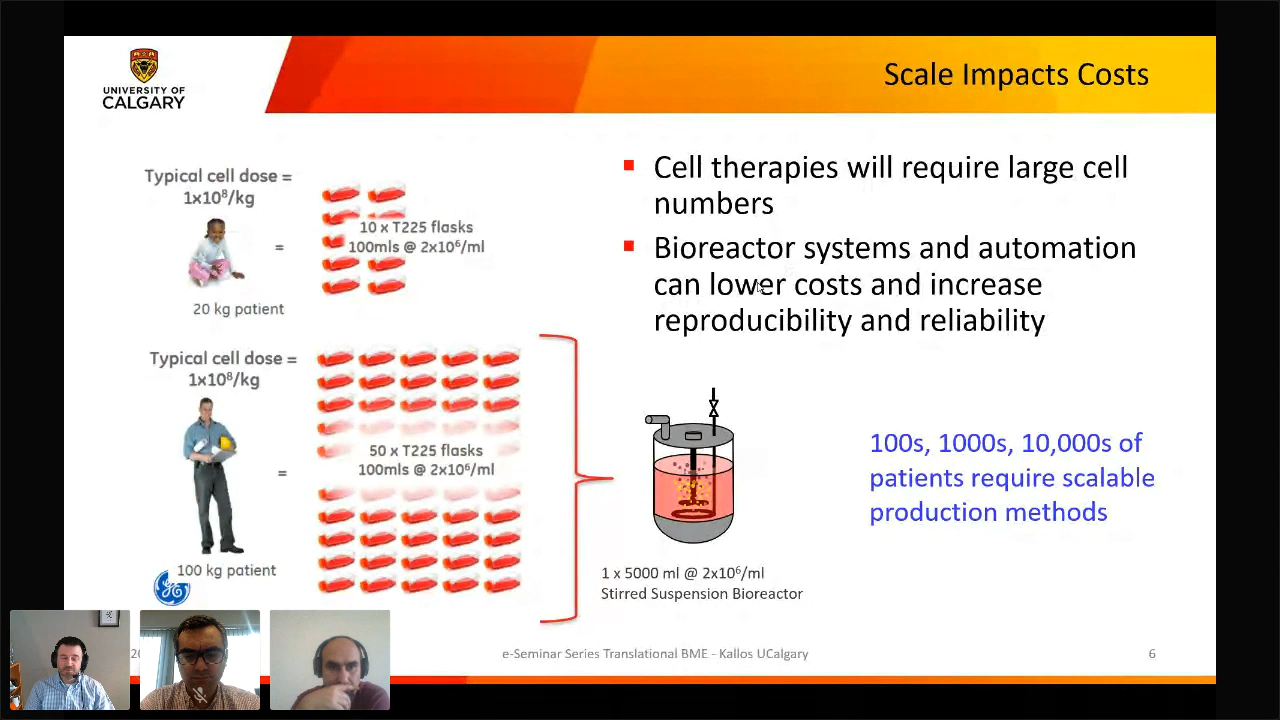 UNIVERSITY OF
CALGARY
Scale Impacts Costs
Typical cell dose =
1x10⁸/kg
=
10 x T225 flasks
100mls @ 2x10⁶/ml
20 kg patient
Typical cell dose =
1x10⁸/kg
=
50 x T225 flasks
100mls @ 2x10⁶/ml
100 kg patient
▪ Cell therapies will require large cell
numbers
▪ Bioreactor systems and automation
can lower costs and increase
reproducibility and reliability
1 x 5000 ml @ 2x10⁶/ml
Stirred Suspension Bioreactor
100s, 1000s, 10,000s of
patients require scalable
production methods
e-Seminar Series Translational BME - Kallos UCalgary
6